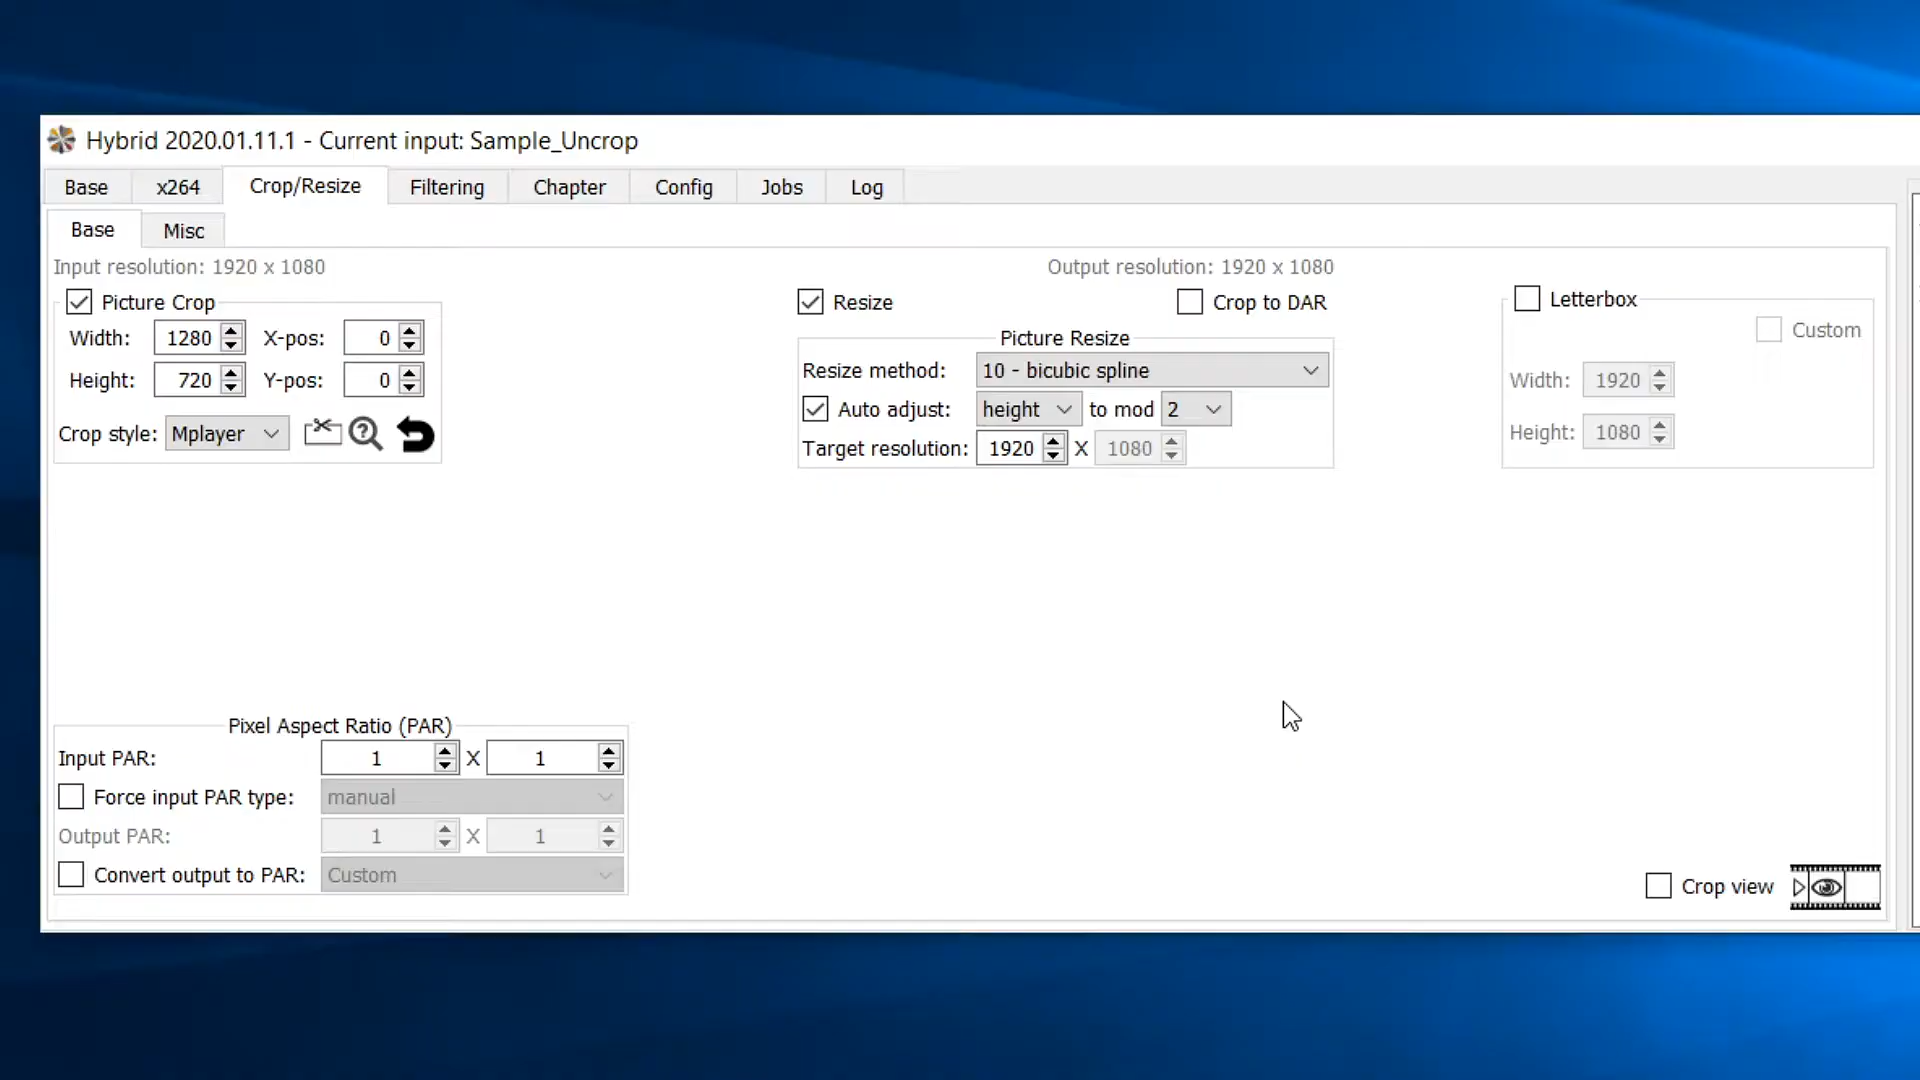 Hybrid 2020.01.11.1 - Current input: Sample_Uncrop
Base x264 Crop/Resize Filtering Chapter Config Jobs Log
Base Misc
Input resolution: 1920 x 1080
Output resolution: 1920 x 1080
Picture Crop
Width: 1280 X-pos: 0
Height: 720 Y-pos: 0
Crop style: Mplayer
Resize Crop to DAR
Picture Resize
Resize method: 10 - bicubic spline
Auto adjust: height to mod 2
Target resolution: 1920 X 1080
Letterbox
Custom
Width: 1920
Height: 1080
Pixel Aspect Ratio (PAR)
Input PAR: 1 X 1
Force input PAR type: manual
Output PAR: 1 X 1
Convert output to PAR: Custom
Crop view